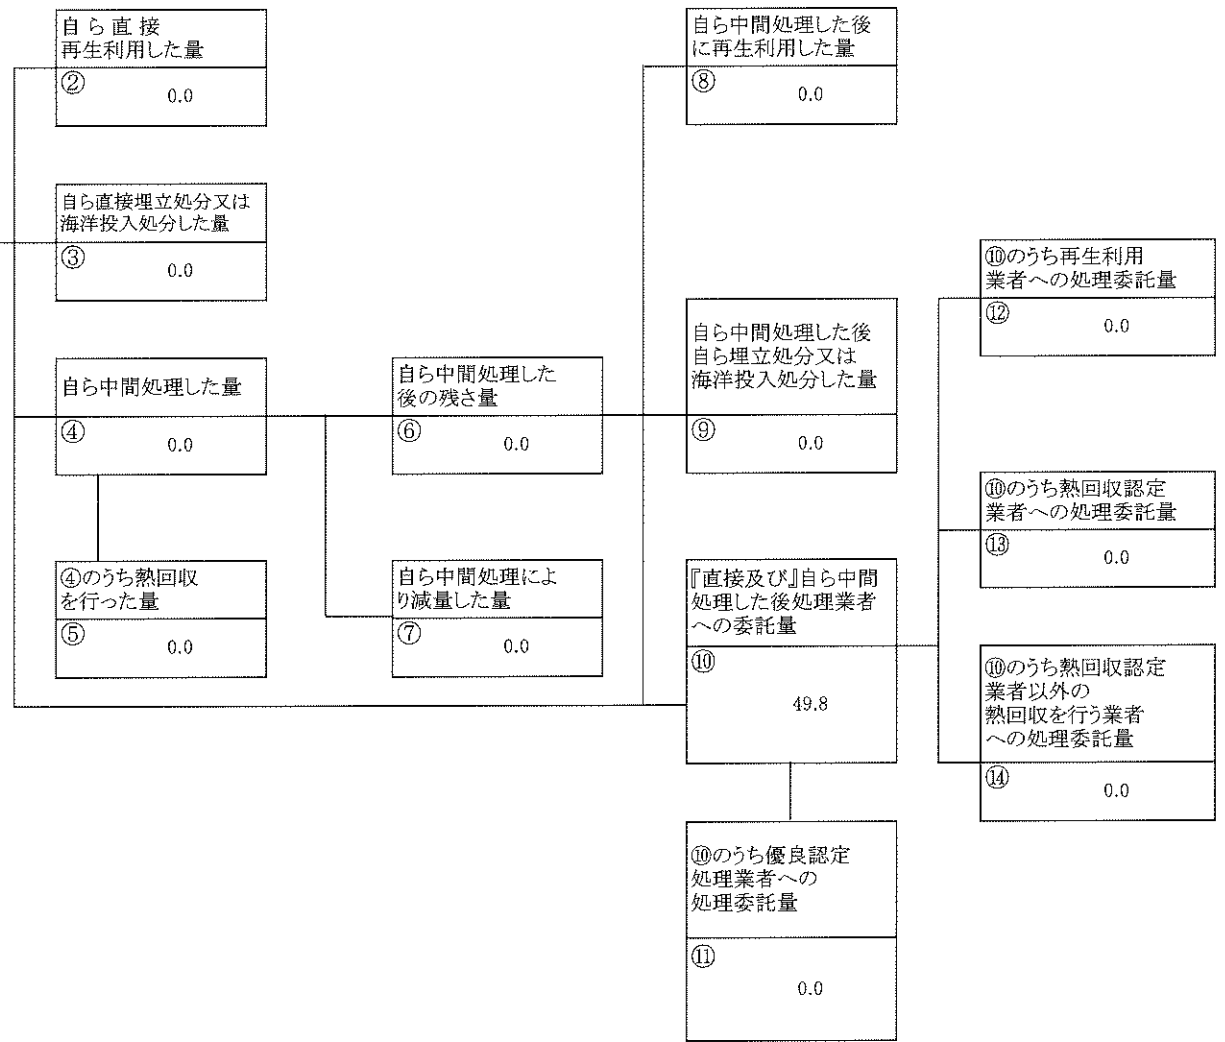 自ら直接
再生利用した量
②
0.0
自ら直接埋立処分又は
海洋投入処分した量
③
0.0
自ら中間処理した量
④
0.0
④のうち熱回収
を行った量
⑤
0.0
自ら中間処理した
後の残さ量
⑥
0.0
自ら中間処理によ
り減量した量
⑦
0.0
自ら中間処理した後
に再生利用した量
⑧
0.0
自ら中間処理した後
自ら埋立処分又は
海洋投入処分した量
⑨
0.0
『直接及び』自ら中間
処理した後処理業者
への委託量
⑩
49.8
⑩のうち優良認定
処理業者への
処理委託量
⑪
0.0
⑩のうち再生利用
業者への処理委託量
⑫
0.0
⑩のうち熱回収認定
業者への処理委託量
⑬
0.0
⑩のうち熱回収認定
業者以外の
熱回収を行う業者
への処理委託量
⑭
0.0